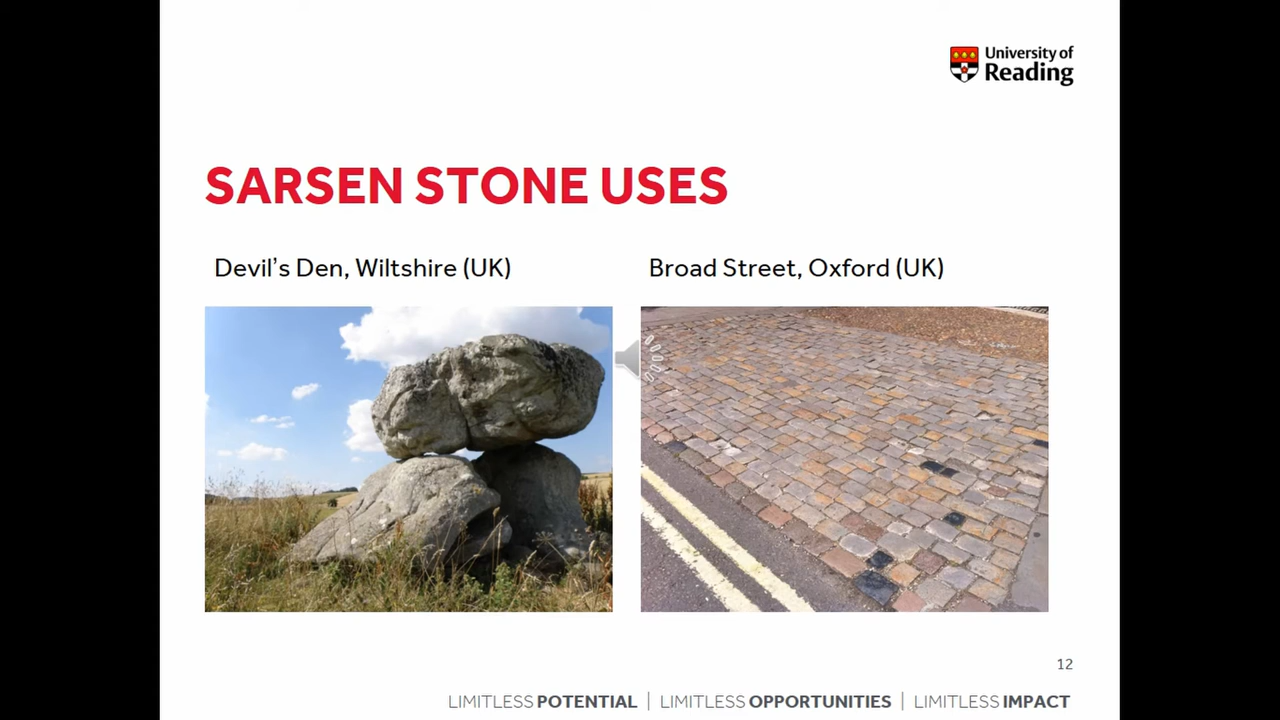 University of
Reading
SARSEN STONE USES
Devil's Den, Wiltshire (UK)
Broad Street, Oxford (UK)
12
LIMITLESS POTENTIAL | LIMITLESS OPPORTUNITIES | LIMITLESS IMPACT